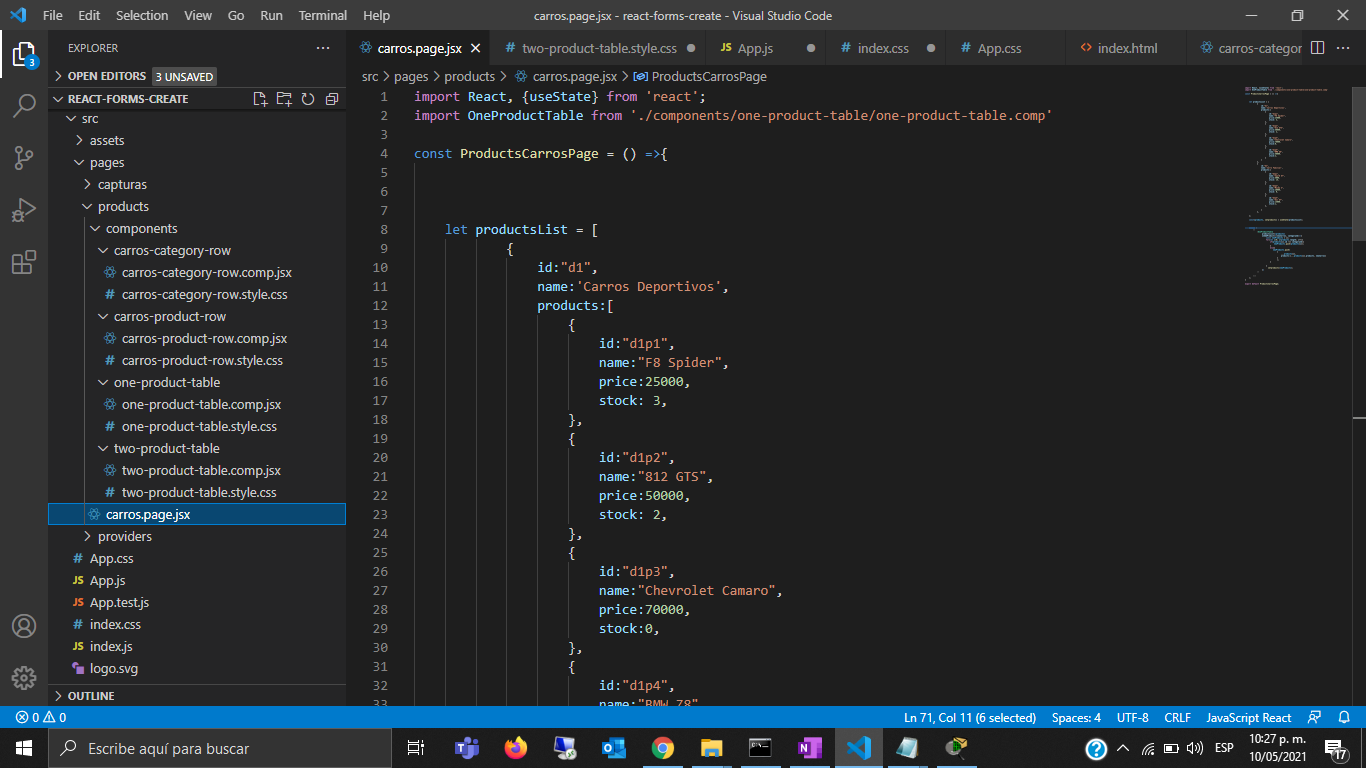 File Edit Selection View Go Run Terminal Help
carros.page.jsx - react-forms-create - Visual Studio Code
3
EXPLORER
OPEN EDITORS 3 UNSAVED
REACT-FORMS-CREATE
src
assets
pages
capturas
products
components
carros-category-row
carros-category-row.comp.jsx
# carros-category-row.style.css
carros-product-row
carros-product-row.comp.jsx
# carros-product-row.style.css
one-product-table
one-product-table.comp.jsx
# one-product-table.style.css
two-product-table
two-product-table.comp.jsx
# two-product-table.style.css
carros.page.jsx
providers
# App.css
JS App.js
JS App.test.js
# index.css
JS index.js
logo.svg
OUTLINE
carros.page.jsx # two-product-table.style.css JS App.js # index.css # App.css <> index.html carros-categor
src > pages > products > carros.page.jsx > ProductsCarrosPage
1 import React, {useState} from 'react';
2 import OneProductTable from './components/one-product-table/one-product-table.comp'
3
4 const ProductsCarrosPage = () =>{
5
6
7
8 let productsList = [
9 {
10 id:"d1",
11 name:'Carros Deportivos',
12 products:[
13 {
14 id:"d1p1",
15 name:"F8 Spider",
16 price:25000,
17 stock: 3,
18 },
19 {
20 id:"d1p2",
21 name:"812 GTS",
22 price:50000,
23 stock: 2,
24 },
25 {
26 id:"d1p3",
27 name:"Chevrolet Camaro",
28 price:70000,
29 stock:0,
30 },
31 {
32 id:"d1p4",
33 name:"BMW 78"
0 0 Ln 71, Col 11 (6 selected) Spaces: 4 UTF-8 CRLF JavaScript React
Escribe aquí para buscar
ESP
10:27 p. m.
10/05/2021
17